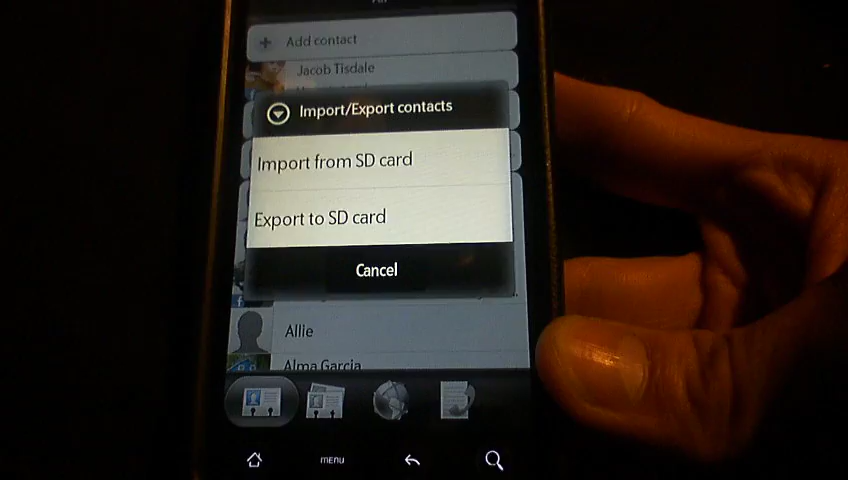 Add contact
Jacob Tisdale
Import/Export contacts
Import from SD card
Export to SD card
Cancel
Allie
Alma Garcia
MENU